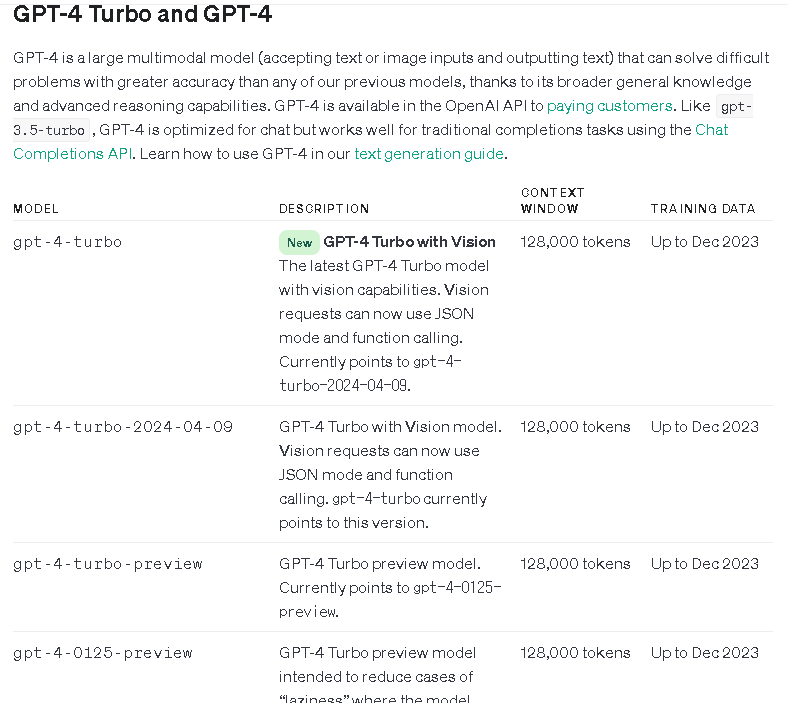 GPT-4 Turbo and GPT-4
GPT-4 is a large multimodal model (accepting text or image inputs and outputting text) that can solve difficult
problems with greater accuracy than any of our previous models, thanks to its broader general knowledge
and advanced reasoning capabilities. GPT-4 is available in the OpenAI API to paying customers. Like gpt-
3.5-turbo, GPT-4 is optimized for chat but works well for traditional completions tasks using the Chat
Completions API. Learn how to use GPT-4 in our text generation guide.
MODEL DESCRIPTION CONTEXT WINDOW TRAINING DATA
gpt-4-turbo New GPT-4 Turbo with Vision 128,000 tokens Up to Dec 2023
The latest GPT-4 Turbo model
with vision capabilities. Vision
requests can now use JSON
mode and function calling.
Currently points to gpt-4-
turbo-2024-04-09.
gpt-4-turbo-2024-04-09 GPT-4 Turbo with Vision model. 128,000 tokens Up to Dec 2023
Vision requests can now use
JSON mode and function
calling. gpt-4-turbo currently
points to this version.
gpt-4-turbo-preview GPT-4 Turbo preview model. 128,000 tokens Up to Dec 2023
Currently points to gpt-4-0125-
preview.
gpt-4-0125-preview GPT-4 Turbo preview model 128,000 tokens Up to Dec 2023
intended to reduce cases of
“laziness” where the model